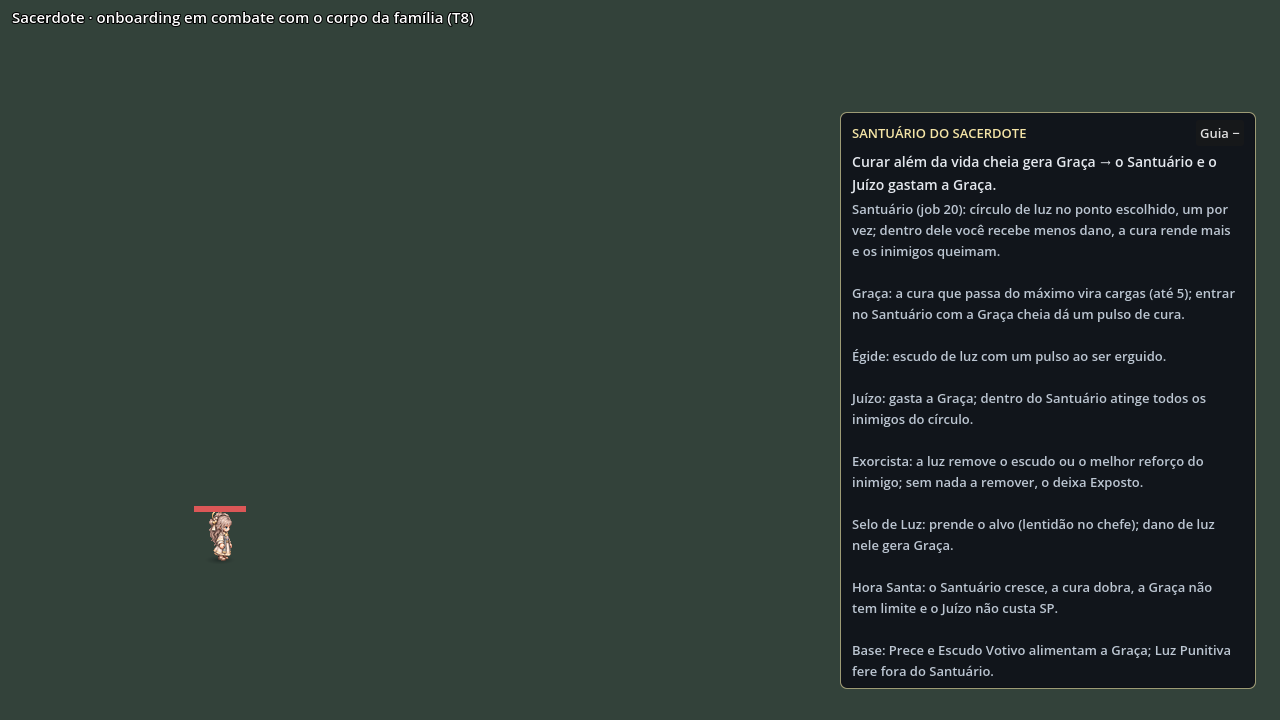 Sacerdote · onboarding em combate com o corpo da família (T8)
SANTUÁRIO DO SACERDOTE
Guia −
Curar além da vida cheia gera Graça → o Santuário e o
Juízo gastam a Graça.
Santuário (job 20): círculo de luz no ponto escolhido, um por
vez; dentro dele você recebe menos dano, a cura rende mais
e os inimigos queimam.
Graça: a cura que passa do máximo vira cargas (até 5); entrar
no Santuário com a Graça cheia dá um pulso de cura.
Égide: escudo de luz com um pulso ao ser erguido.
Juízo: gasta a Graça; dentro do Santuário atinge todos os
inimigos do círculo.
Exorcista: a luz remove o escudo ou o melhor reforço do
inimigo; sem nada a remover, o deixa Exposto.
Selo de Luz: prende o alvo (lentidão no chefe); dano de luz
nele gera Graça.
Hora Santa: o Santuário cresce, a cura dobra, a Graça não
tem limite e o Juízo não custa SP.
Base: Prece e Escudo Votivo alimentam a Graça; Luz Punitiva
fere fora do Santuário.